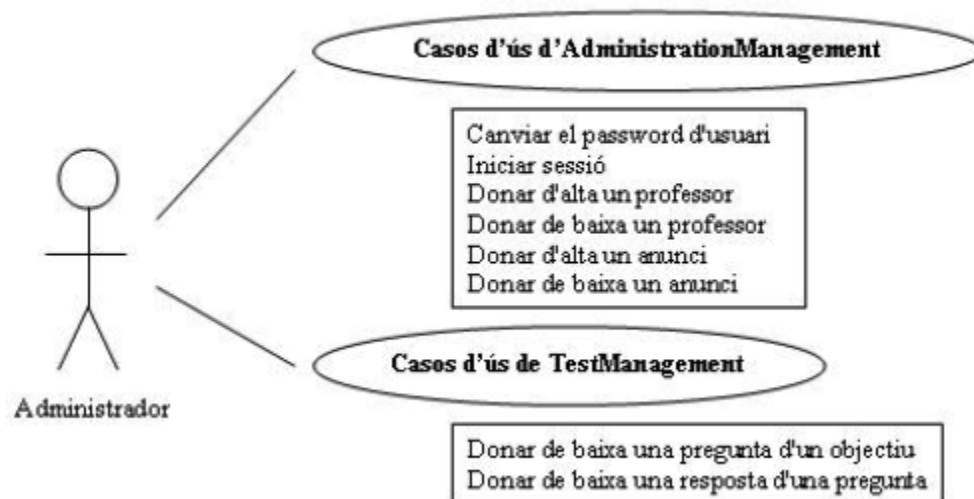 Casos d'ús d'AdministrationManagement
Canviar el password d'usuari
Iniciar sessió
Donar d'alta un professor
Donar de baixa un professor
Donar d'alta un anunci
Donar de baixa un anunci
Casos d'ús de TestManagement
Administrador
Donar de baixa una pregunta d'un objectiu
Donar de baixa una resposta d'una pregunta